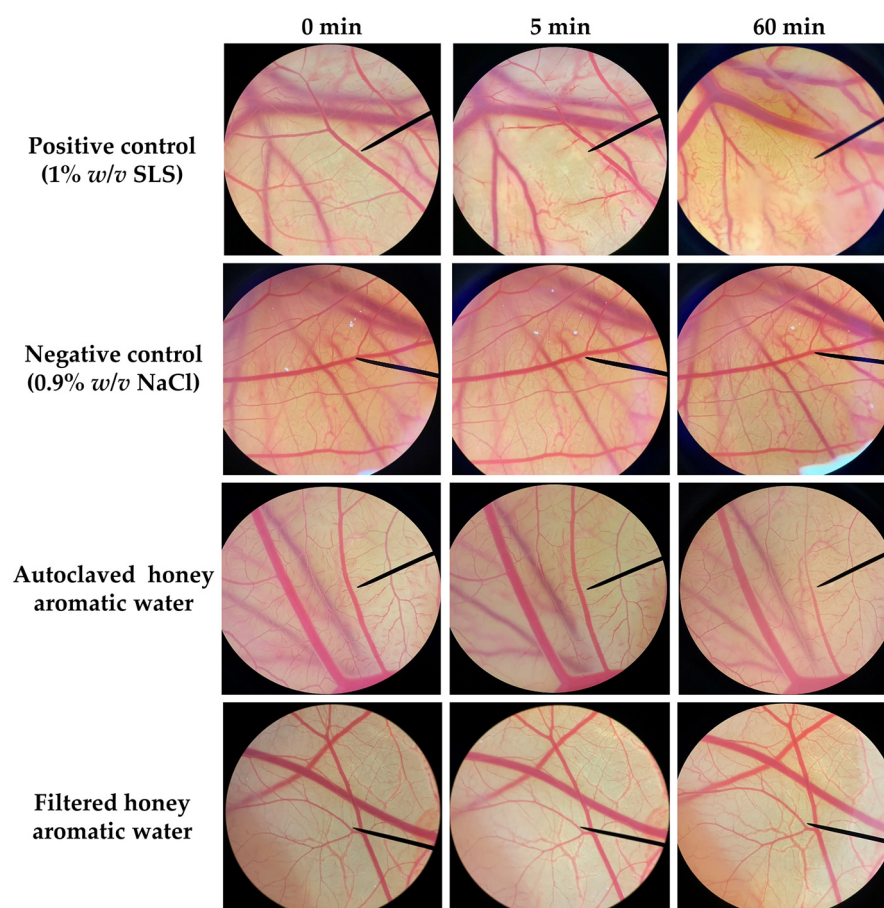 0 min
5 min
60 min
Positive control
(1% w/v SLS)
Negative control
(0.9% w/v NaCl)
Autoclaved honey
aromatic water
Filtered honey
aromatic water